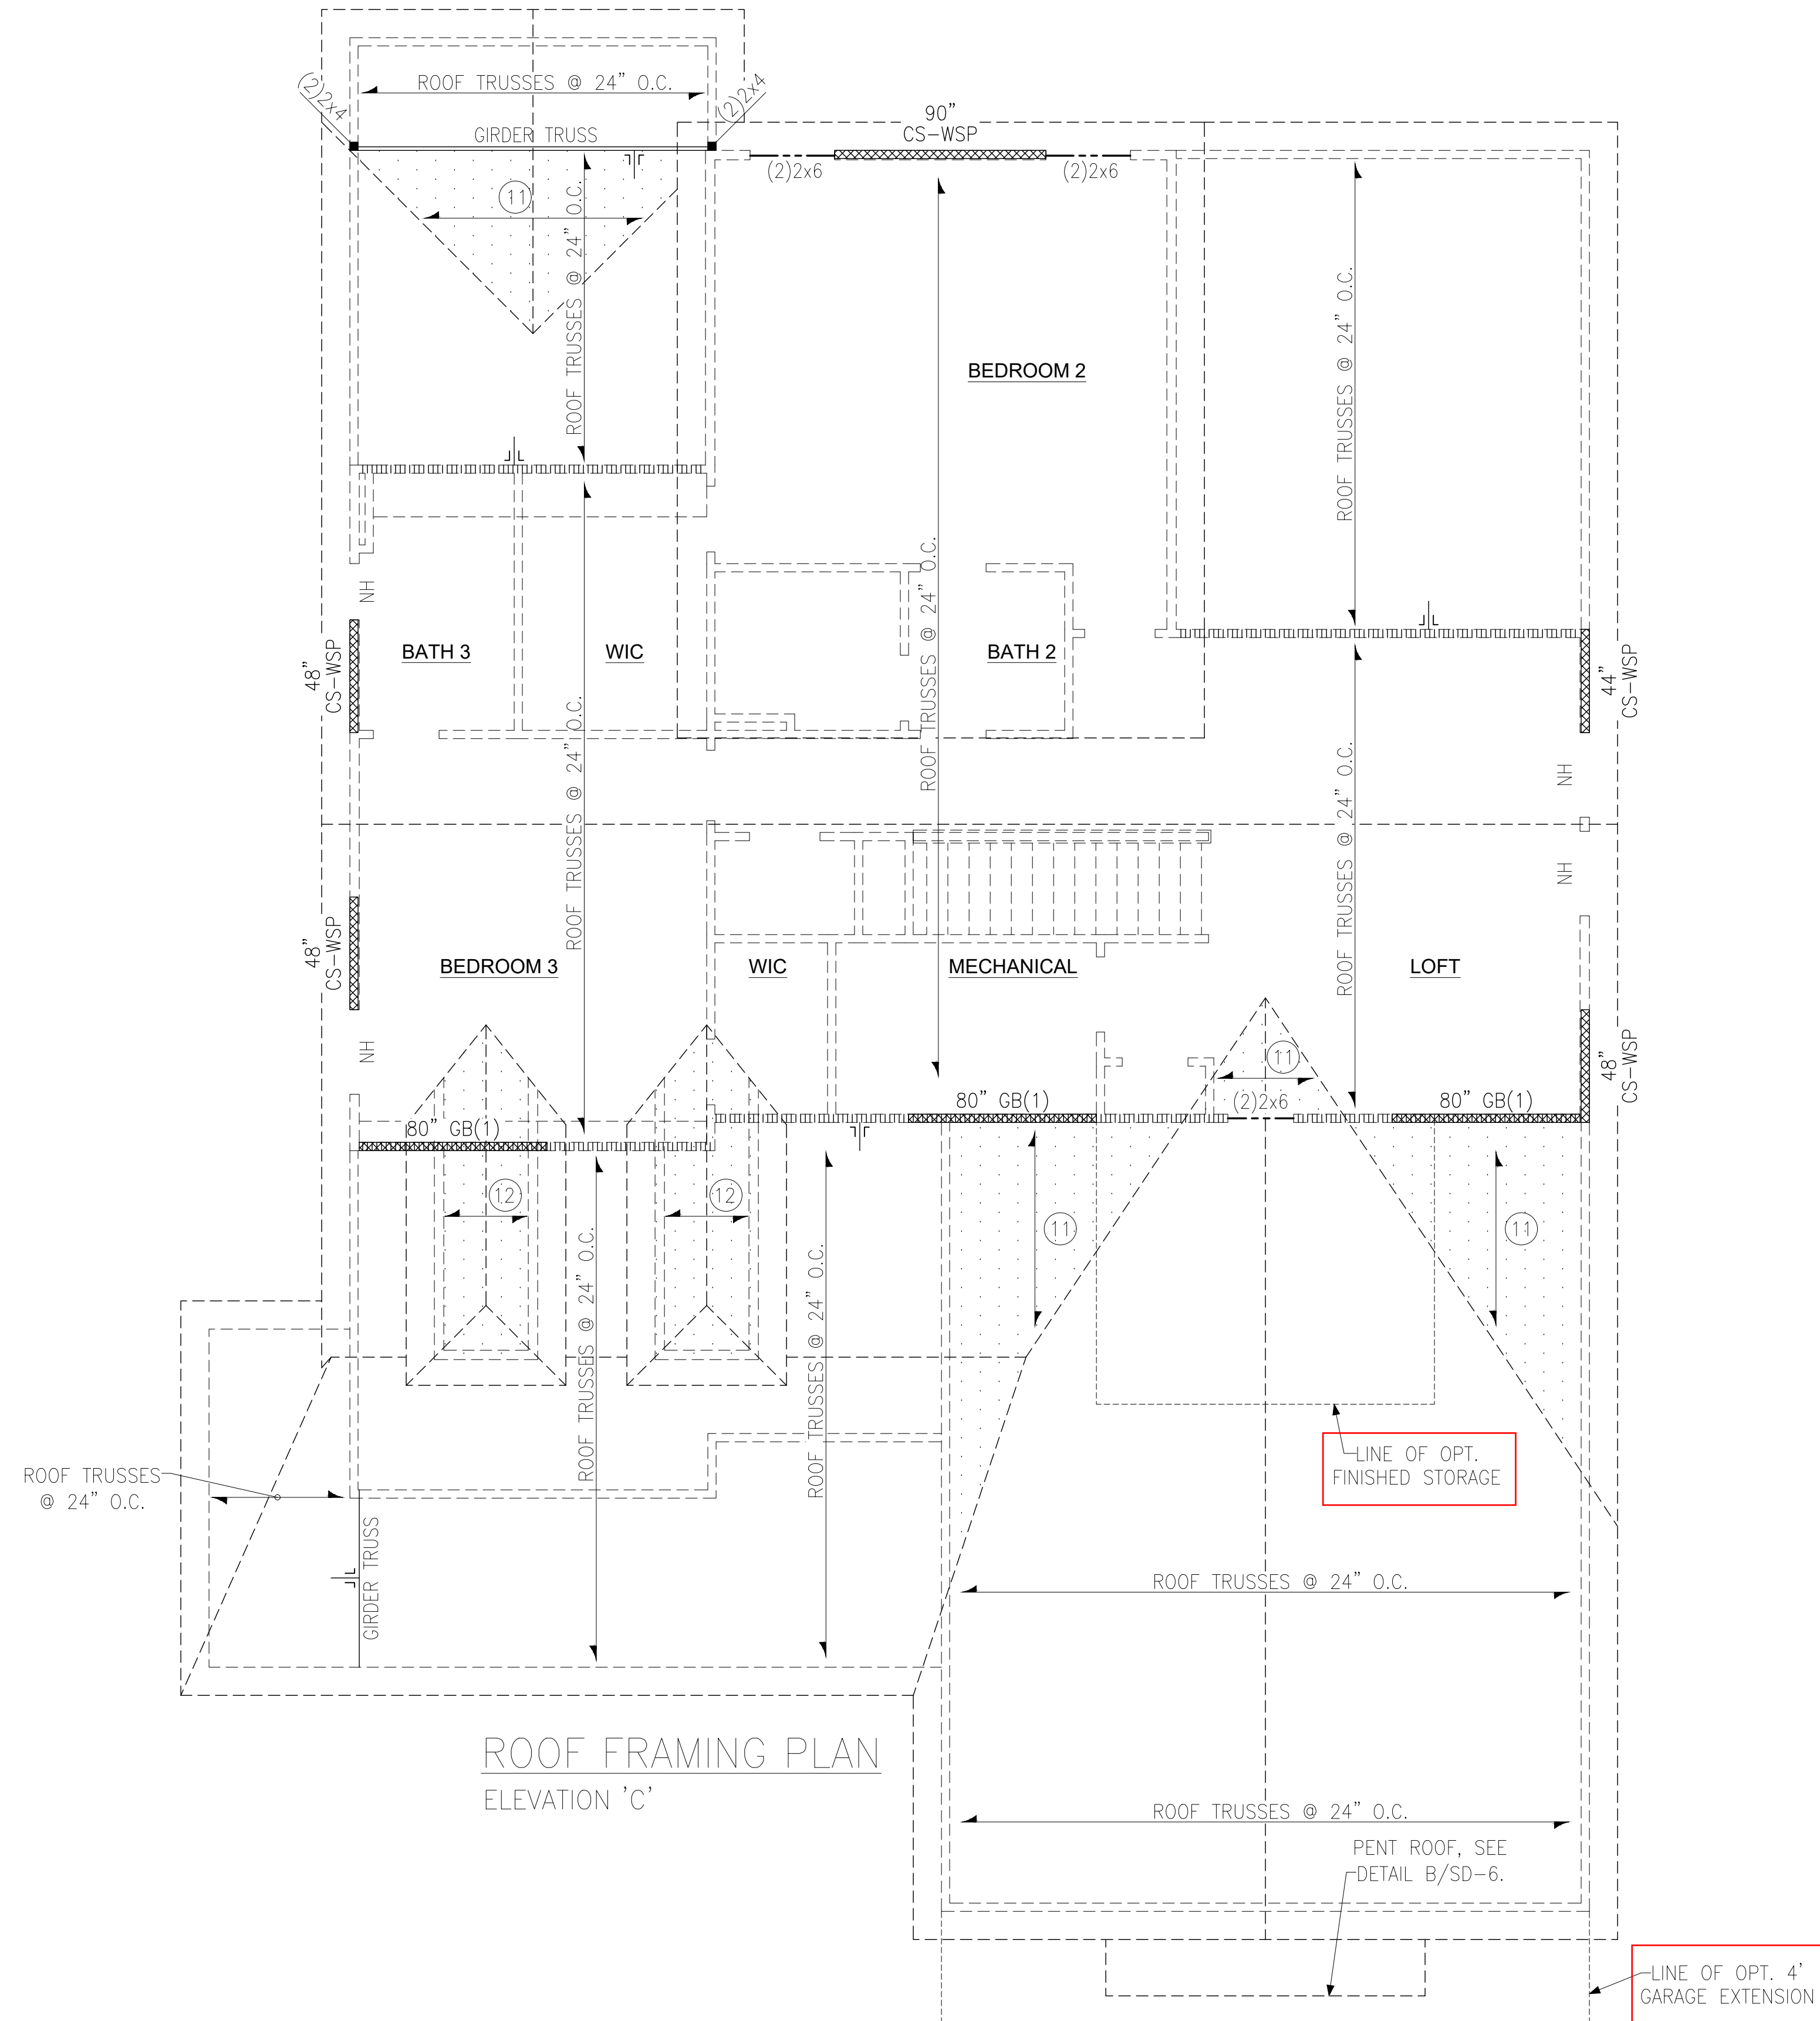 ROOF TRUSSES @ 24" O.C.
(2)2x4
(2)2x4
GIRDER TRUSS
90"
CS-WSP
(2)2x6
(2)2x6
11
ROOF TRUSSES @ 24" O.C.
ROOF TRUSSES @ 24" O.C.
BEDROOM 2
ROOF TRUSSES @ 24" O.C.
NH
48"
CS-WSP
BATH 3
WIC
BATH 2
44"
CS-WSP
ROOF TRUSSES @ 24" O.C.
NH
ROOF TRUSSES @ 24" O.C.
NH
48"
CS-WSP
BEDROOM 3
WIC
MECHANICAL
LOFT
NH
11
48"
CS-WSP
80" GB(1)
80" GB(1)
(2)2x6
80" GB(1)
12
12
11
11
ROOF TRUSSES @ 24" O.C.
ROOF TRUSSES @ 24" O.C.
LINE OF OPT.
FINISHED STORAGE
ROOF TRUSSES
@ 24" O.C.
GIRDER TRUSS
ROOF TRUSSES @ 24" O.C.
ROOF FRAMING PLAN
ELEVATION 'C'
ROOF TRUSSES @ 24" O.C.
PENT ROOF, SEE
DETAIL B/SD-6.
LINE OF OPT. 4'
GARAGE EXTENSION